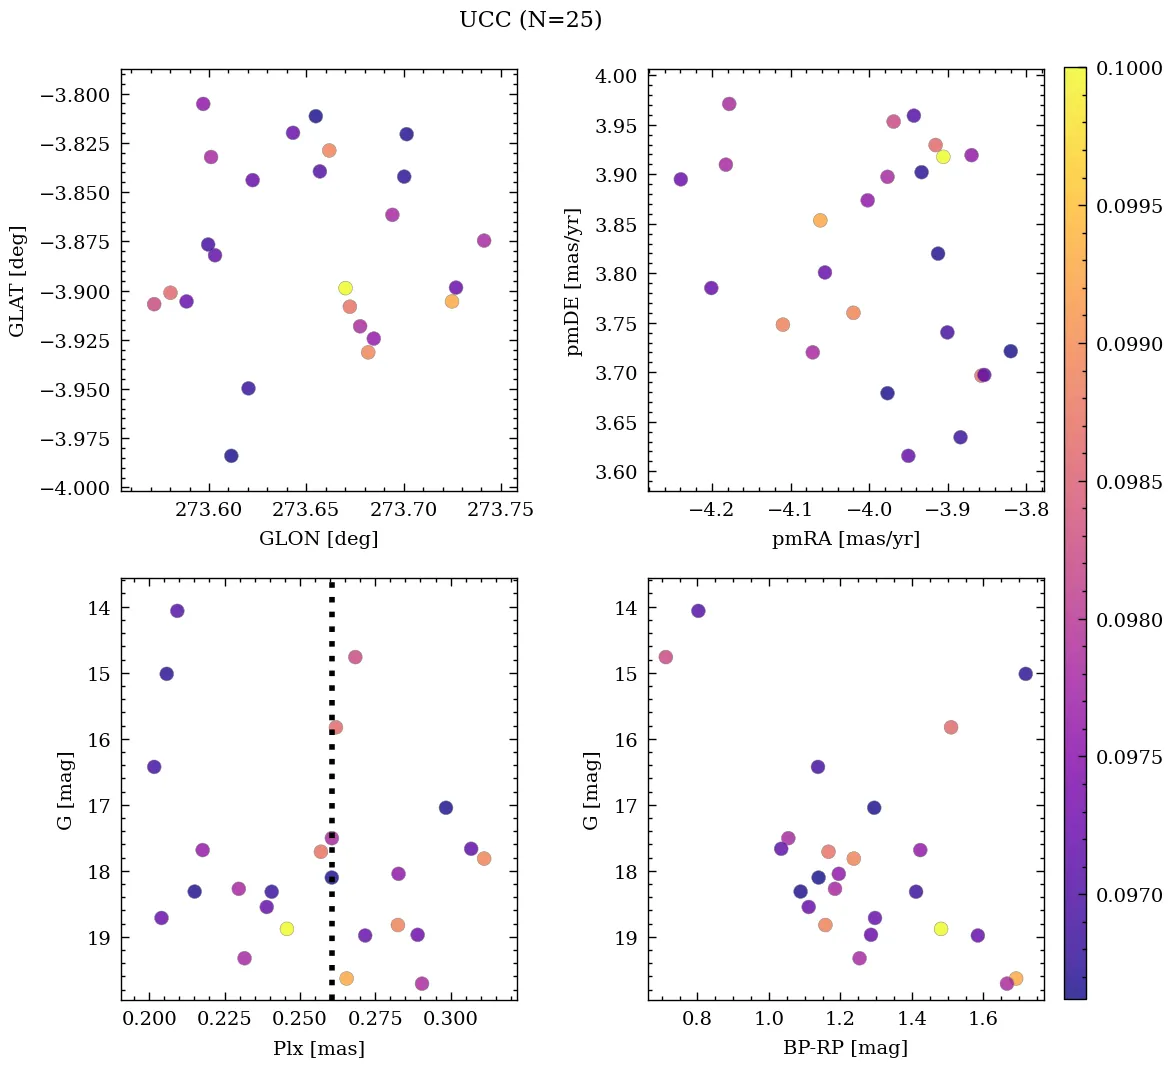 UCC (N=25)
−3.800
−3.825
−3.850
−3.875
−3.900
−3.925
−3.950
−3.975
−4.000
GLAT [deg]
273.60 273.65 273.70 273.75
GLON [deg]
4.00
3.95
3.90
3.85
3.80
3.75
3.70
3.65
3.60
pmDE [mas/yr]
−4.2 −4.1 −4.0 −3.9 −3.8
pmRA [mas/yr]
14
15
16
17
18
19
G [mag]
0.200 0.225 0.250 0.275 0.300
Plx [mas]
14
15
16
17
18
19
G [mag]
0.8 1.0 1.2 1.4 1.6
BP-RP [mag]
0.1000
0.0995
0.0990
0.0985
0.0980
0.0975
0.0970